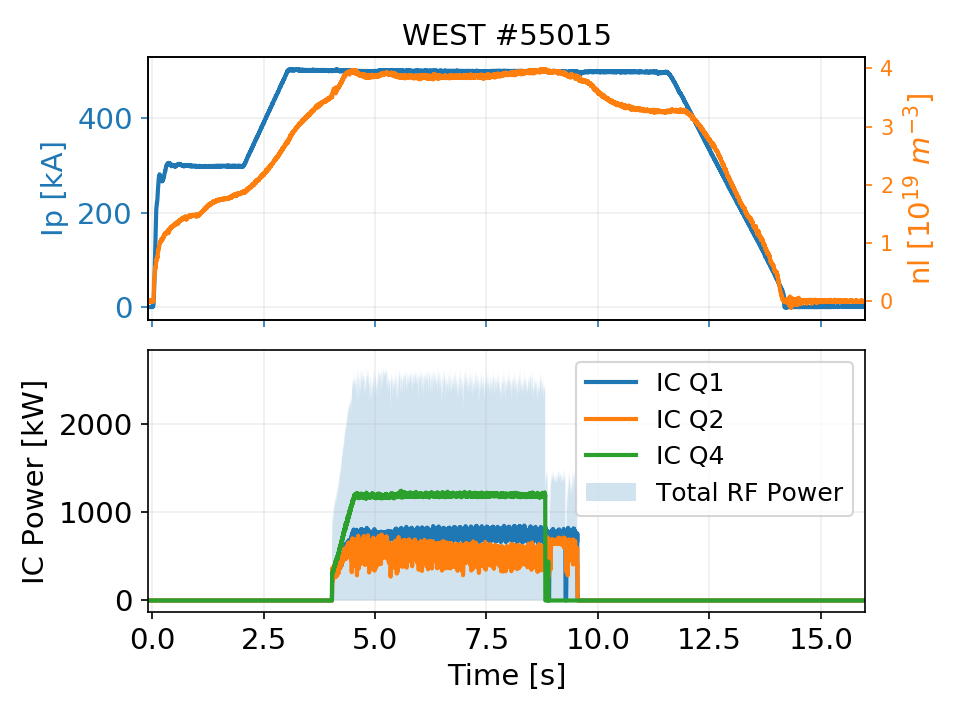 WEST #55015
Ip [kA]
400
200
0
nl [10^19 m^−3]
4
3
2
1
0
IC Power [kW]
2000
1000
0
IC Q1
IC Q2
IC Q4
Total RF Power
0.0 2.5 5.0 7.5 10.0 12.5 15.0
Time [s]